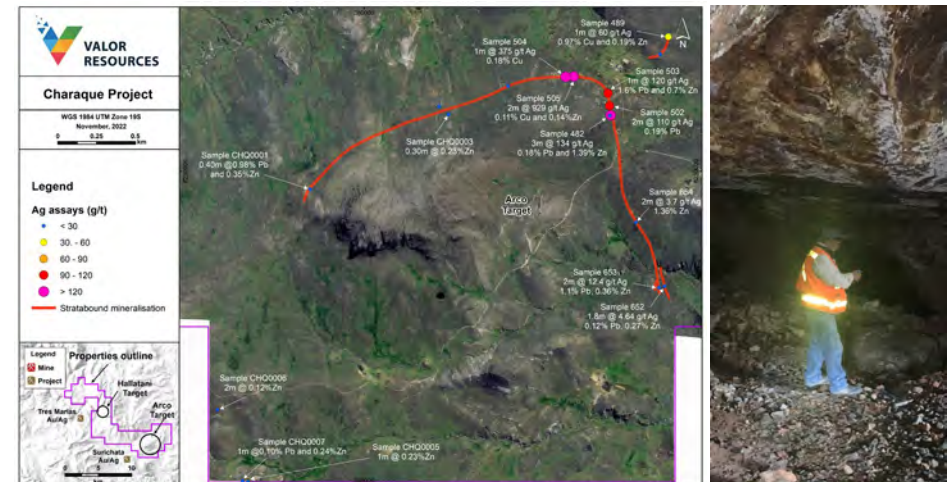 VALOR
RESOURCES
Charaque Project
WGS 1984 UTM Zone 19S
November, 2022
0 0.25 0.5
km
Legend
Ag assays (g/t)
< 30
30. - 60
60 - 90
90 - 120
> 120
Stratabound mineralisation
Legend
Mine
Project
Properties outline
Hallatani
Target
Arco
Target
Tres Marias
Au/Ag
Surichata
Au/Ag
0 5 10
km
Sample 489
1m @ 60 g/t Ag
0.97% Cu and 0.19% Zn
N
Sample 504
1m @ 375 g/t Ag
0.18% Cu
Sample 503
1m @ 120 g/t Ag
1.6% Pb and 0.7% Zn
Sample 505
2m @ 929 g/t Ag
0.11% Cu and 0.14% Zn
Sample 502
2m @ 110 g/t Ag
0.19% Pb
Sample 482
3m @ 134 g/t Ag
0.18% Pb and 1.39% Zn
Sample CHQ0003
0.30m @ 0.23% Zn
Sample CHQ0001
0.40m @0.98% Pb
and 0.35%Zn
Arco
Target
Sample 654
2m @ 3.7 g/t Ag
1.36% Zn
Sample 653
2m @ 12.4 g/t Ag
1.1% Pb, 0.36% Zn
Sample 652
1.8m @ 4.64 g/t Ag
0.12% Pb, 0.27% Zn
Sample CHQ0006
2m @ 0.12% Zn
Sample CHQ0007
1m @0.10% Pb and 0.24% Zn
Sample CHQ0005
1m @ 0.23%Zn